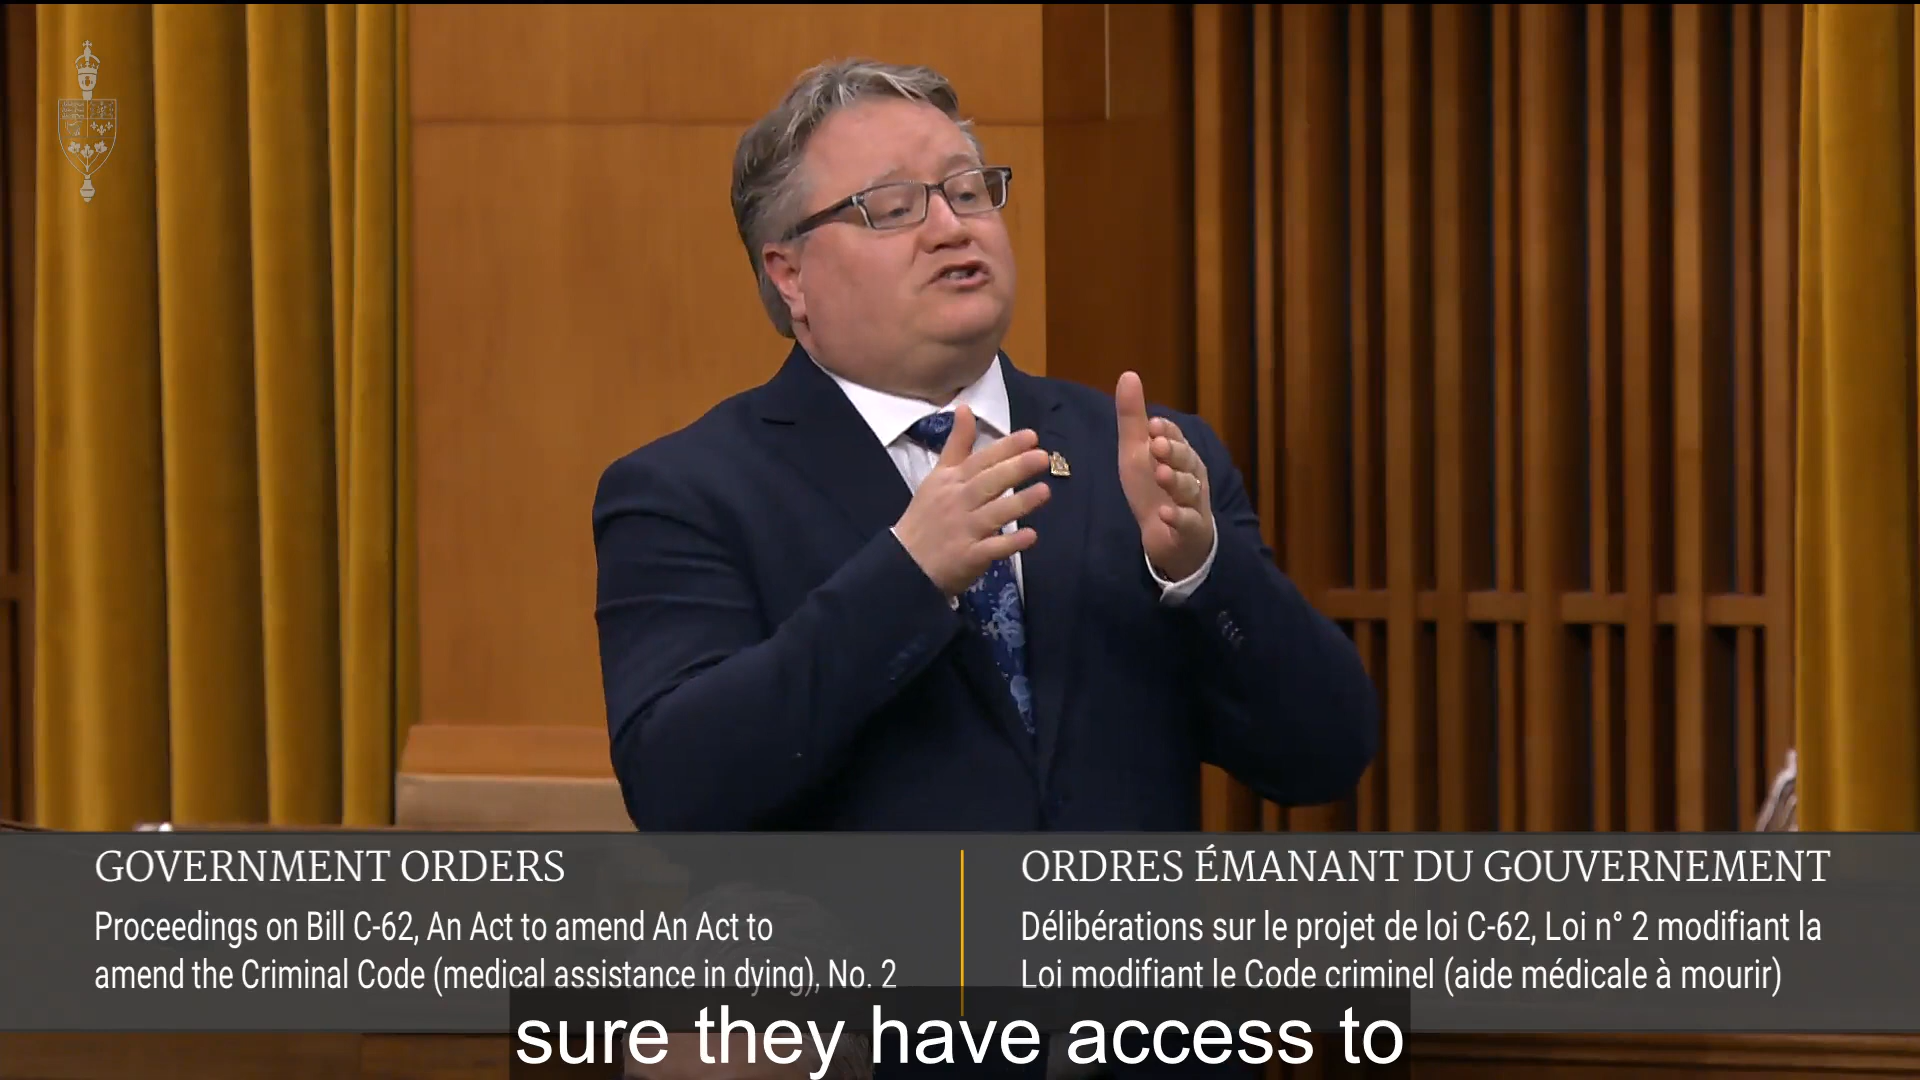 GOVERNMENT ORDERS
Proceedings on Bill C-62, An Act to amend An Act to
amend the Criminal Code (medical assistance in dying), No. 2
ORDRES ÉMANANT DU GOUVERNEMENT
Délibérations sur le projet de loi C-62, Loi n° 2 modifiant la
Loi modifiant le Code criminel (aide médicale à mourir)
sure they have access to